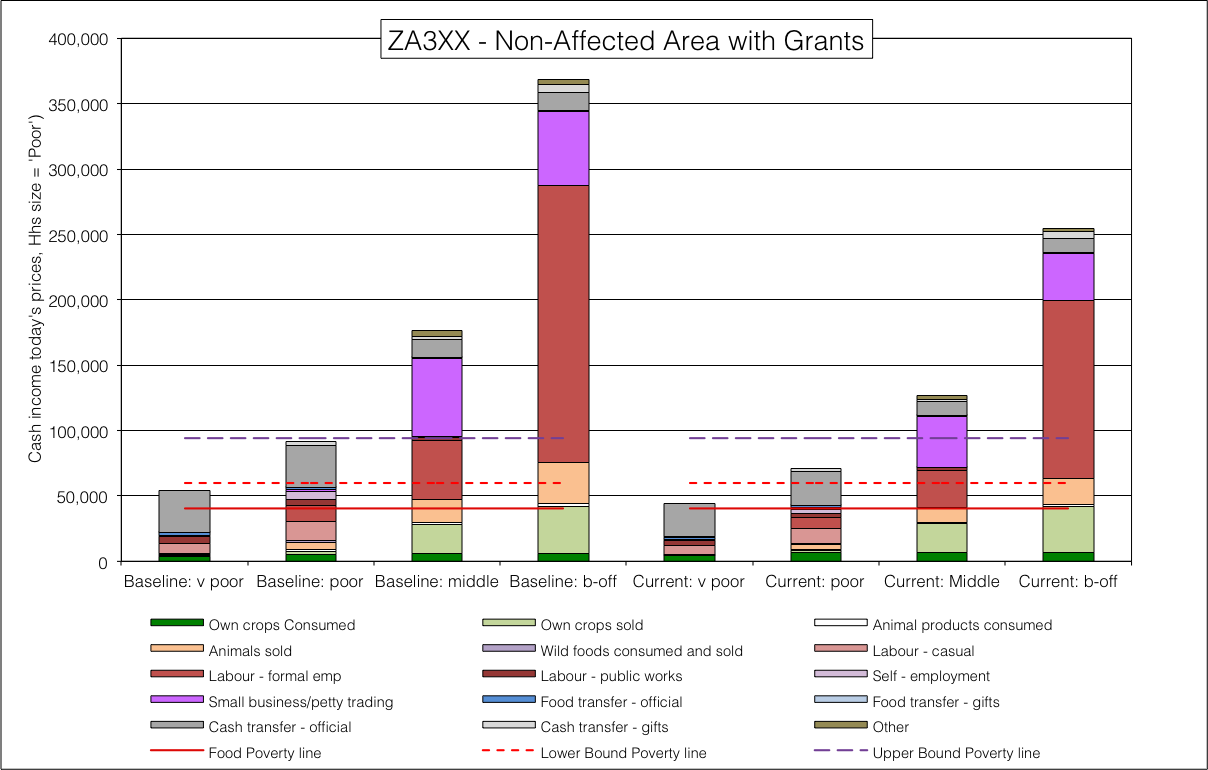 ZA3XX - Non-Affected Area with Grants
Cash income today's prices, Hhs size = 'Poor')
400,000
350,000
300,000
250,000
200,000
150,000
100,000
50,000
0
Baseline: v poor
Baseline: poor
Baseline: middle
Baseline: b-off
Current: v poor
Current: poor
Current: Middle
Current: b-off
Own crops Consumed
Own crops sold
Animal products consumed
Animals sold
Wild foods consumed and sold
Labour - casual
Labour - formal emp
Labour - public works
Self - employment
Small business/petty trading
Food transfer - official
Food transfer - gifts
Cash transfer - official
Cash transfer - gifts
Other
Food Poverty line
Lower Bound Poverty line
Upper Bound Poverty line